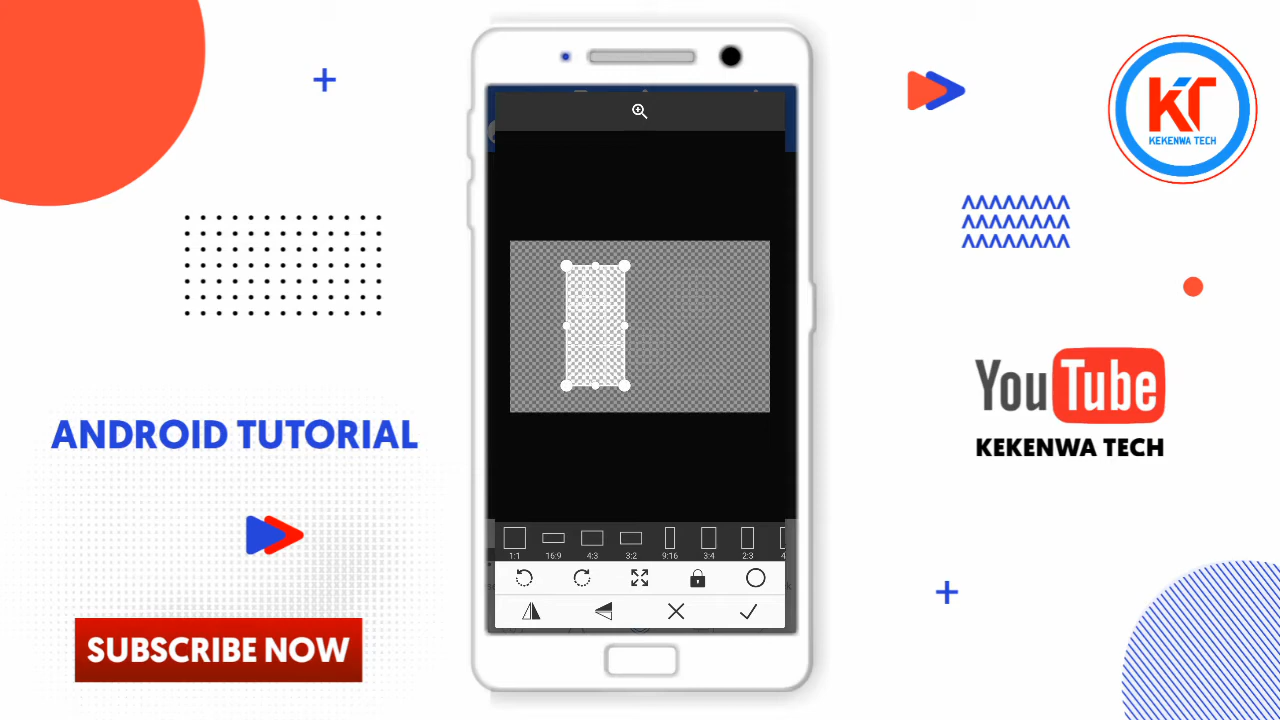 KT
KEKENWA TECH
YouTube
KEKENWA TECH
ANDROID TUTORIAL
SUBSCRIBE NOW
1:1 16:9 4:3 3:2 9:16 3:4 2:3